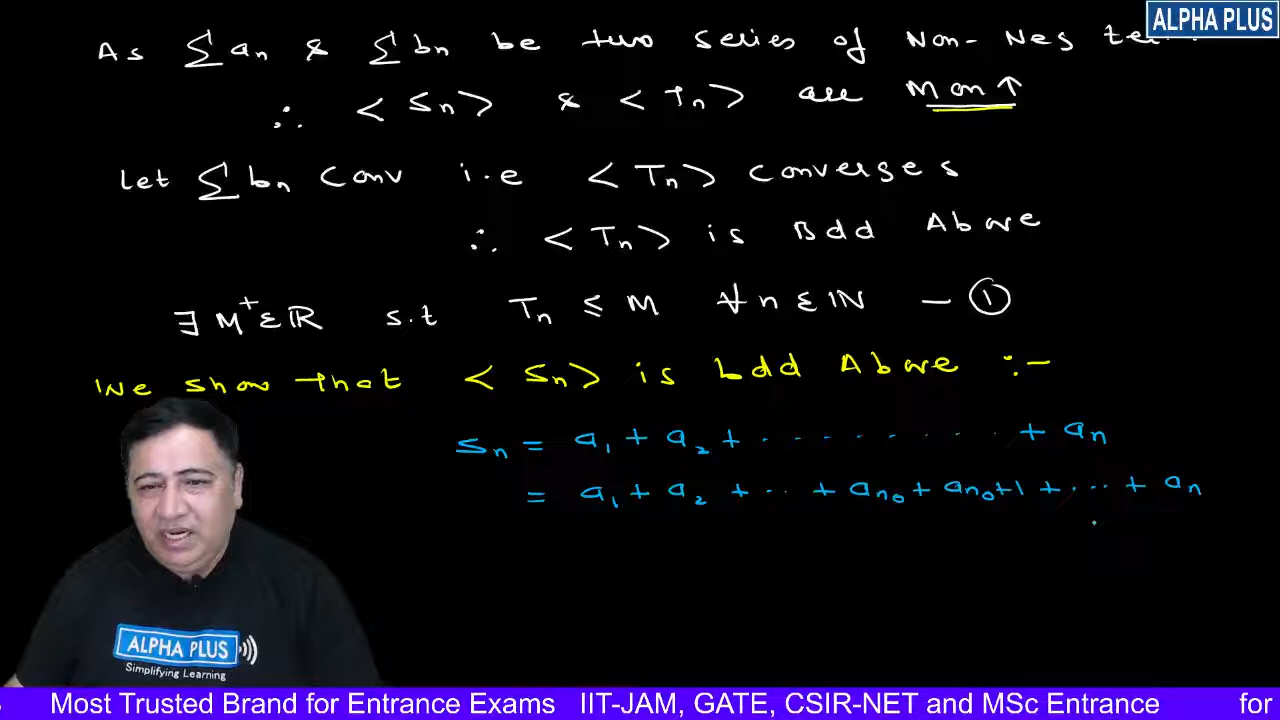 ALPHA PLUS
As ∑an & ∑bn be two series of Non-Neg
∴ <Sn> & <Tn> are Mon↑
Let ∑bn Conv i.e <Tn> Converges
∴ <Tn> is Bdd Above
∃ M⁺ ε ℝ s.t Tn ≤ M ∀ n ε ℕ — ①
We show that <Sn> is bdd Above :-
Sn = a₁ + a₂ + .......... + an
= a₁ + a₂ + ... + an₀ + an₀+1 + ... + an
ALPHA PLUS
Simplifying Learning
Most Trusted Brand for Entrance Exams IIT-JAM, GATE, CSIR-NET and MSc Entrance for